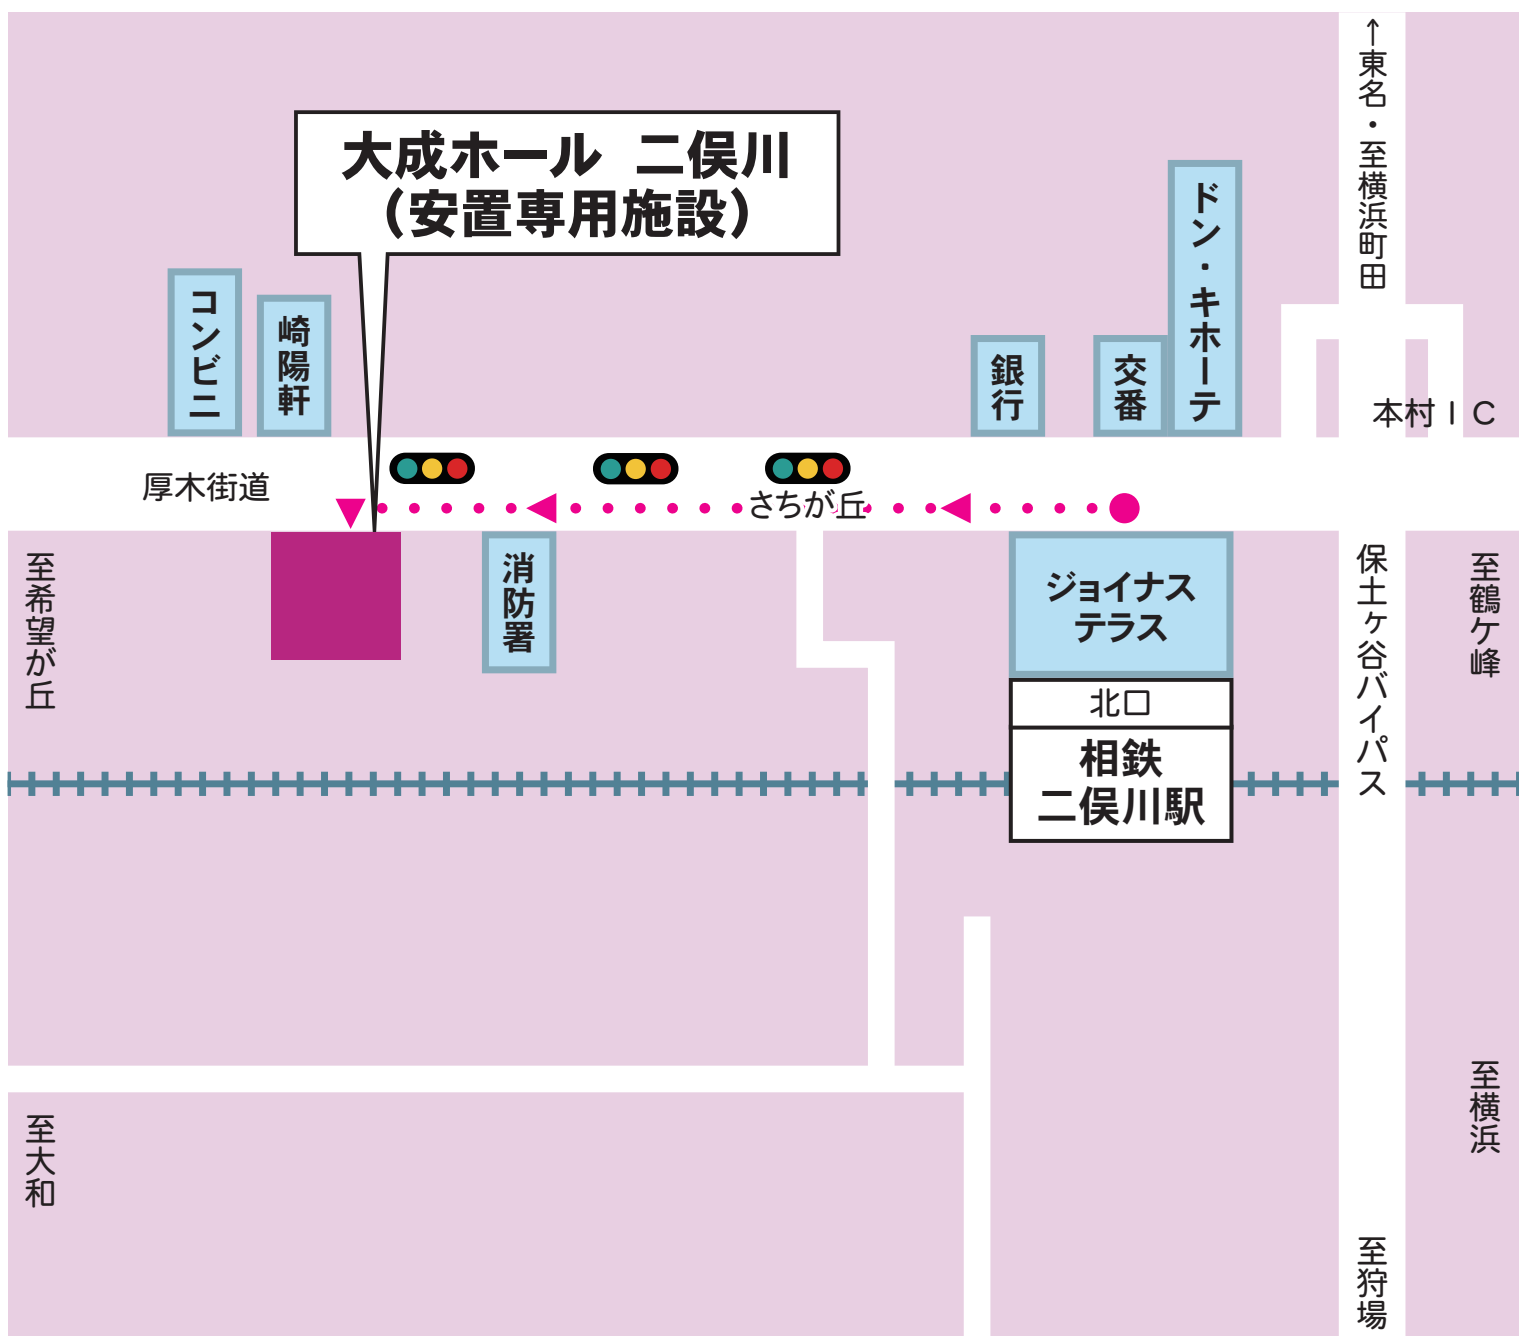 ↑東名・至横浜町田
大成ホール 二俣川
（安置専用施設）
ドン・キホーテ
コンビニ
崎陽軒
銀行
交番
本村ＩＣ
厚木街道
さちが丘
至希望が丘
消防署
ジョイナス
テラス
保土ヶ谷バイパス
至鶴ケ峰
北口
相鉄
二俣川駅
至大和
至横浜
至狩場